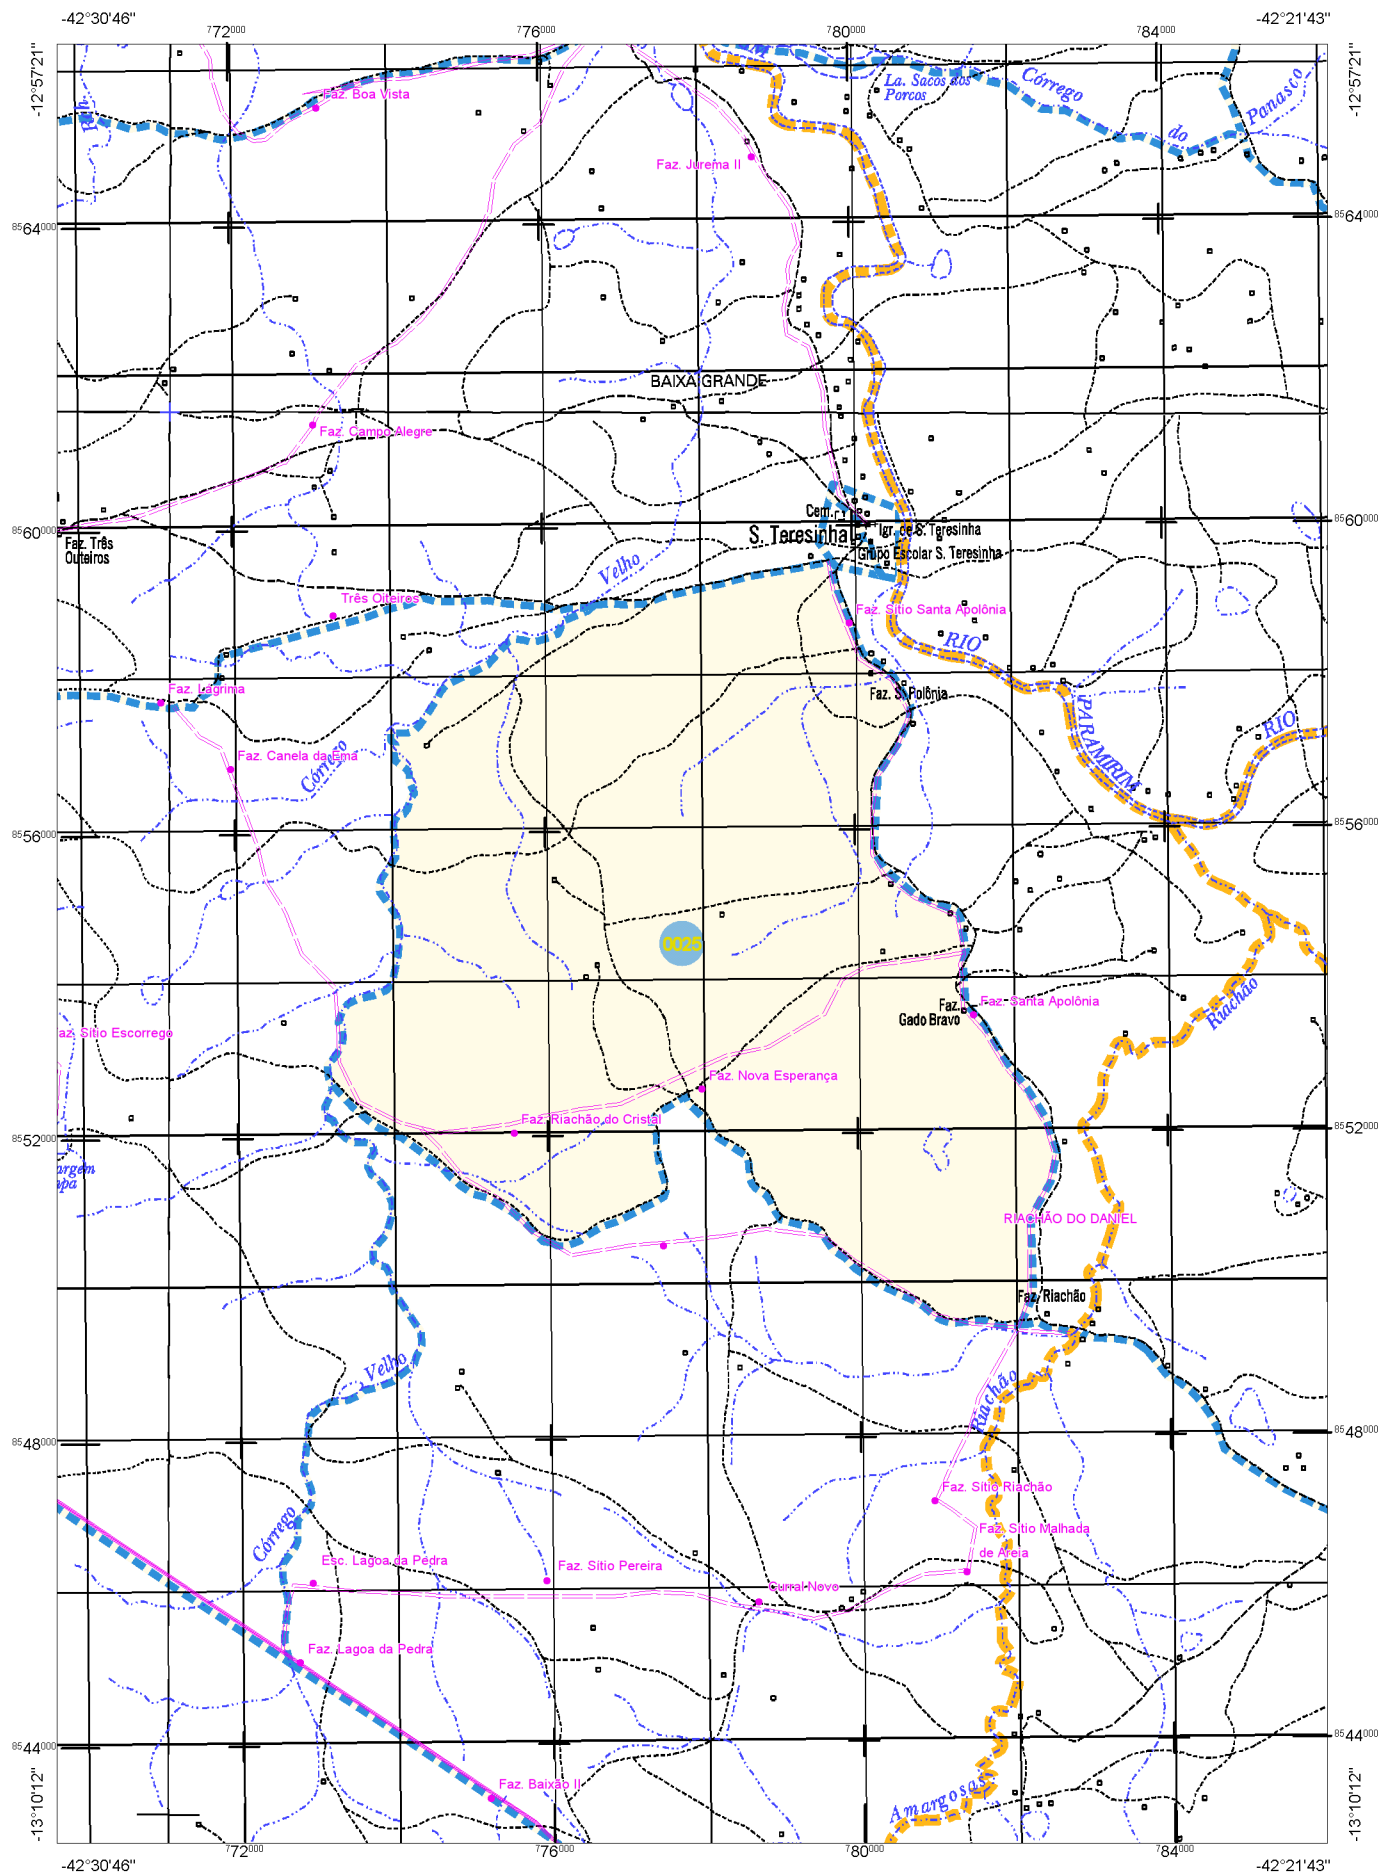 -42°30'46"
-42°21'43"
772000
776000
780000
784000
-12°57'21"
-12°57'21"
Faz. Boa Vista
La. Sacos dos
Porcos
Córrego
do
Panasco
Faz. Jurema II
8564000
8564000
BAIXA GRANDE
Faz. Campo Alegre
Cem.
S. Teresinha
Igr. de S. Teresinha
Grupo Escolar S. Teresinha
8560000
8560000
Faz. Três
Outeiros
Velho
Três Oiteiros
Faz. Sítio Santa Apolônia
RIO
Faz. Lágrima
Faz. S. Polônia
PARAMIRIM
RIO
Faz. Canela da Ema
Córrego
8556000
8556000
0025
Faz.
Gado Bravo
Faz. Santa Apolônia
Riachão
az. Sítio Escorrego
Faz. Nova Esperança
Faz. Riachão do Cristal
8552000
8552000
argem
apa
RIACHÃO DO DANIEL
Faz. Riachão
Velho
Riachão
8548000
8548000
Faz. Sítio Riachão
Córrego
Faz. Sítio Malhada
de Areia
Esc. Lagoa da Pedra
Faz. Sítio Pereira
Curral Novo
Faz. Lagoa da Pedra
8544000
8544000
Faz. Baixão II
Amargosas
-13°10'12"
-13°10'12"
772000
776000
780000
784000
-42°30'46"
-42°21'43"